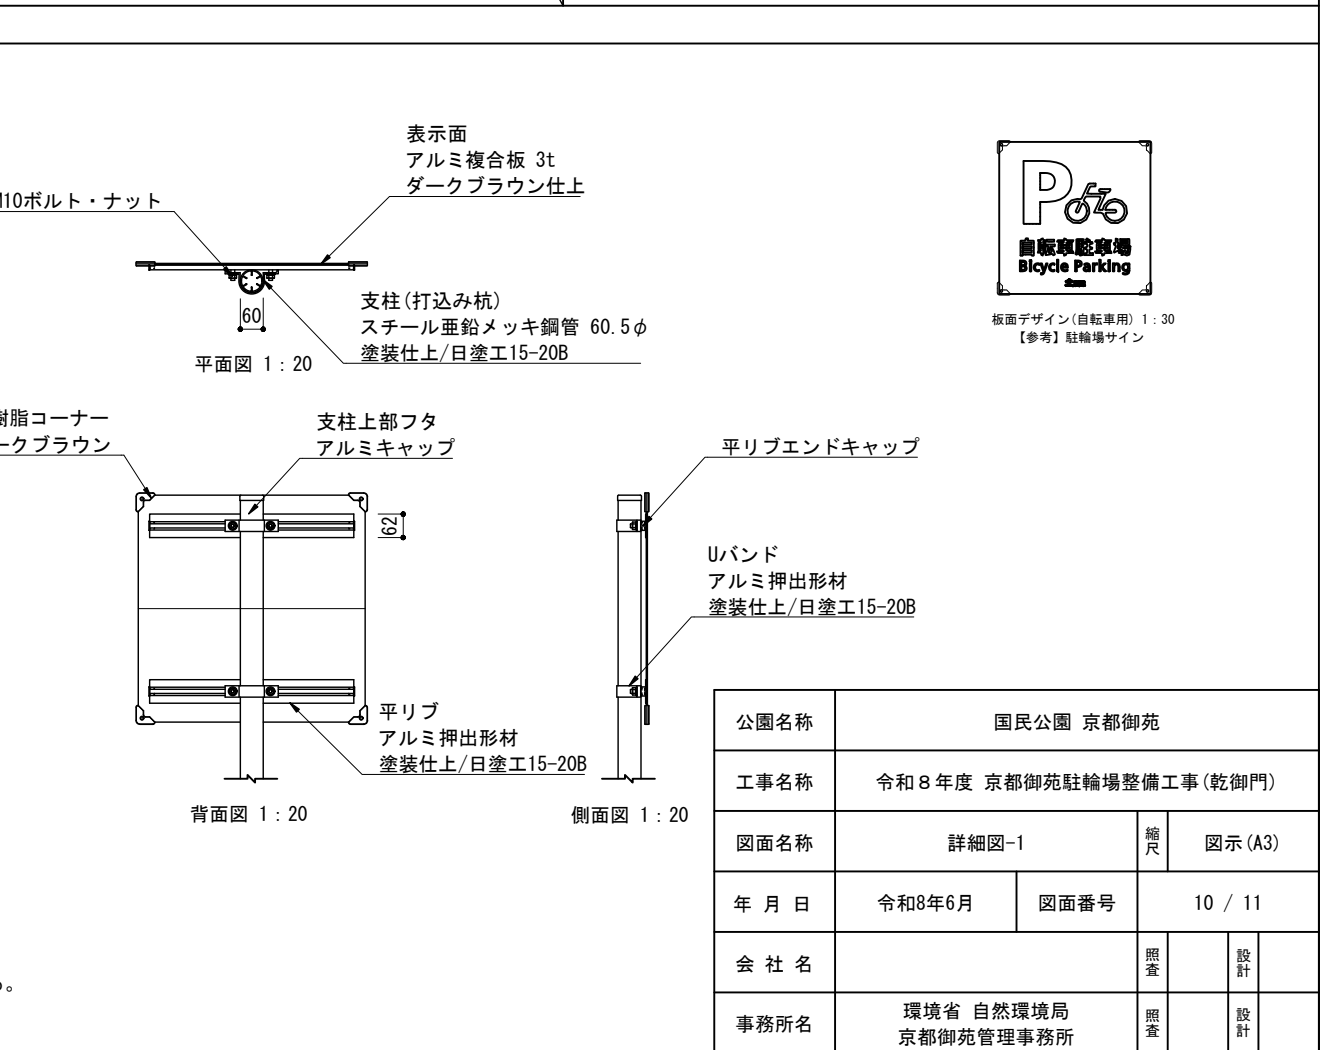 表示面
アルミ複合板 3t
ダークブラウン仕上
M10ボルト・ナット
支柱(打込み杭)
スチール亜鉛メッキ鋼管 60.5φ
塗装仕上/日塗工15-20B
60
平面図 1：20
P
自転車駐車場
Bicycle Parking
板面デザイン(自転車用) 1：30
【参考】駐輪場サイン
樹脂コーナー
ークブラウン
支柱上部フタ
アルミキャップ
62
平リブエンドキャップ
Uバンド
アルミ押出形材
塗装仕上/日塗工15-20B
平リブ
アルミ押出形材
塗装仕上/日塗工15-20B
背面図 1：20
側面図 1：20
。
公園名称 国民公園 京都御苑
工事名称 令和８年度 京都御苑駐輪場整備工事(乾御門)
図面名称 詳細図-1 縮尺 図示(A3)
年 月 日 令和8年6月 図面番号 10 / 11
会 社 名 照査 設計
事務所名 環境省 自然環境局 京都御苑管理事務所 照査 設計